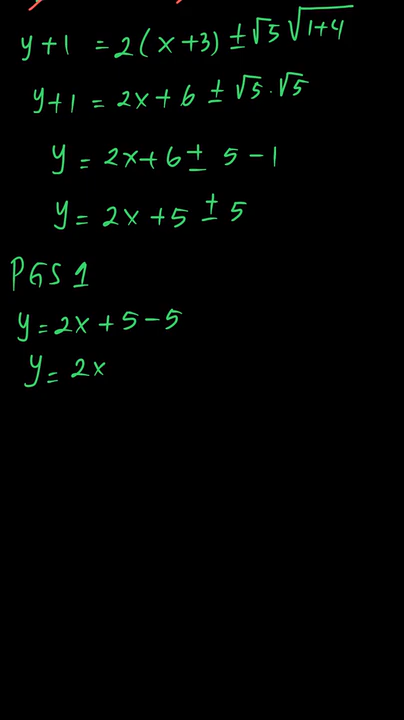 y+1 = 2(x+3) ± √5 √1+4
y+1 = 2x+6 ± √5 . √5
y = 2x+6 ± 5 - 1
y = 2x+5 ± 5
PGS 1
y = 2x + 5 - 5
y = 2x